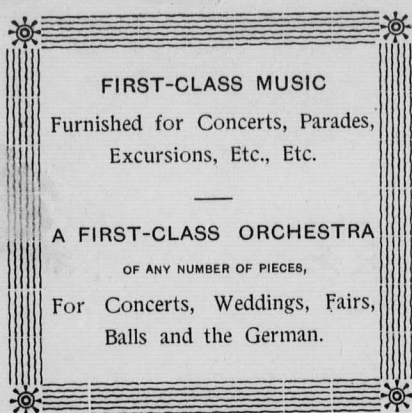 FIRST-CLASS MUSIC
Furnished for Concerts, Parades,
Excursions, Etc., Etc.
A FIRST-CLASS ORCHESTRA
OF ANY NUMBER OF PIECES,
For Concerts, Weddings, Fairs,
Balls and the German.